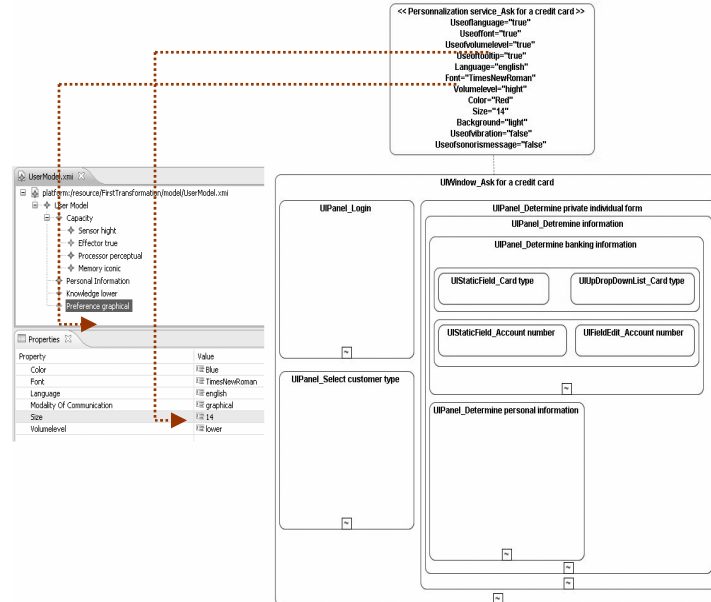 << Personnalization service_Ask for a credit card >>
Useoflanguage="true"
Useoffont="true"
Useofvolumelevel="true"
Useoftooltip="true"
Language="english"
Font="TimesNewRoman"
Volumelevel="hight"
Color="Red"
Size="14"
Background="light"
Useofvibration="false"
Useofsonorismessage="false"
UserModel.xmi
platform:/resource/FirstTransformation/model/UserModel.xmi
User Model
Capacity
Sensor hight
Effector true
Processor perceptual
Memory iconic
Personal Information
Knowledge lower
Preference graphical
Properties
Property Value
Color Blue
Font TimesNewRoman
Language english
Modality Of Communication graphical
Size 14
Volumelevel lower
UIWindow_Ask for a credit card
UIPanel_Login
~
UIPanel_Select customer type
~
UIPanel_Determine private individual form
UIPanel_Detremine information
UIPanel_Detremine banking information
UIStaticField_Card type
UIUpDropDownList_Card type
UIStaticField_Account number
UIFieldEdit_Account number
~
UIPanel_Determine personal information
~
~
~
~